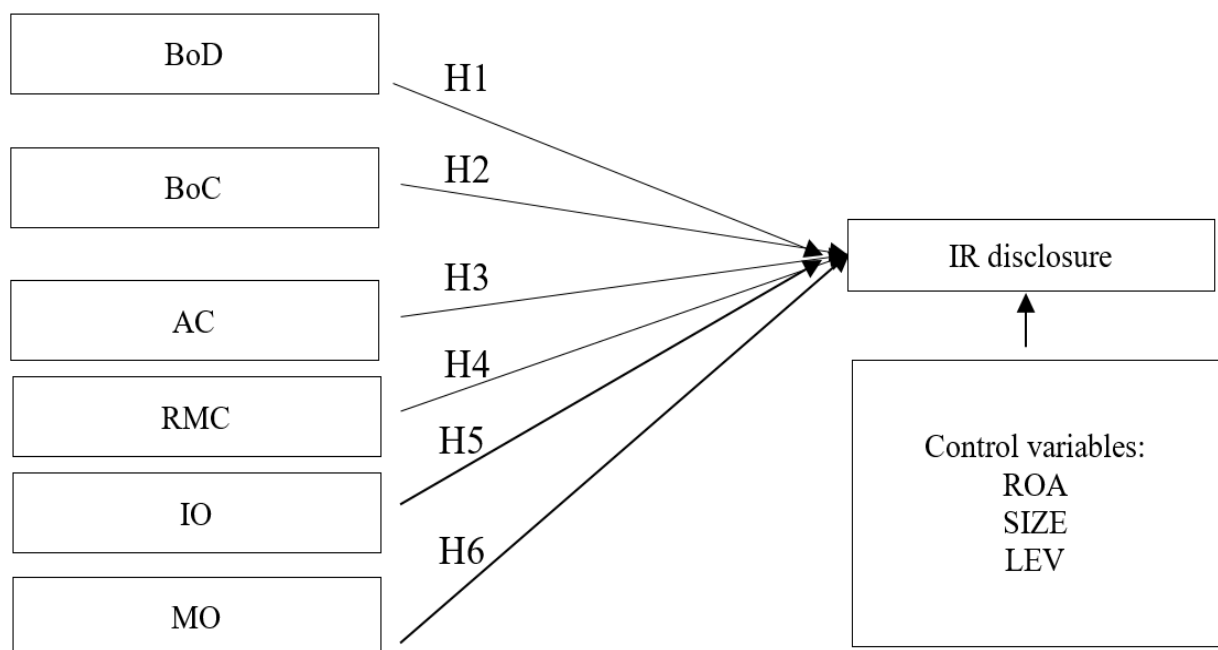 BoD
H1
BoC
H2
IR disclosure
AC
H3
RMC
H4
IO
H5
MO
H6
Control variables:
ROA
SIZE
LEV